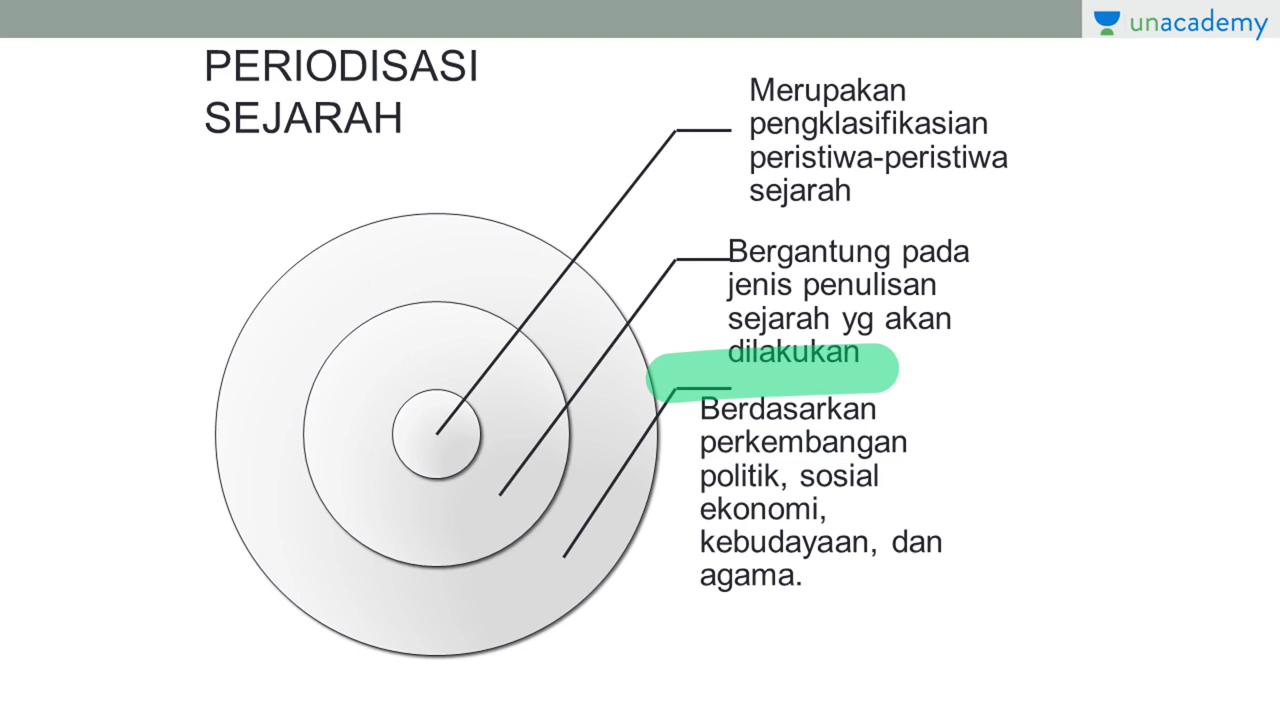 unacademy
PERIODISASI
SEJARAH
Merupakan
pengklasifikasian
peristiwa-peristiwa
sejarah
Bergantung pada
jenis penulisan
sejarah yg akan
dilakukan
Berdasarkan
perkembangan
politik, sosial
ekonomi,
kebudayaan, dan
agama.